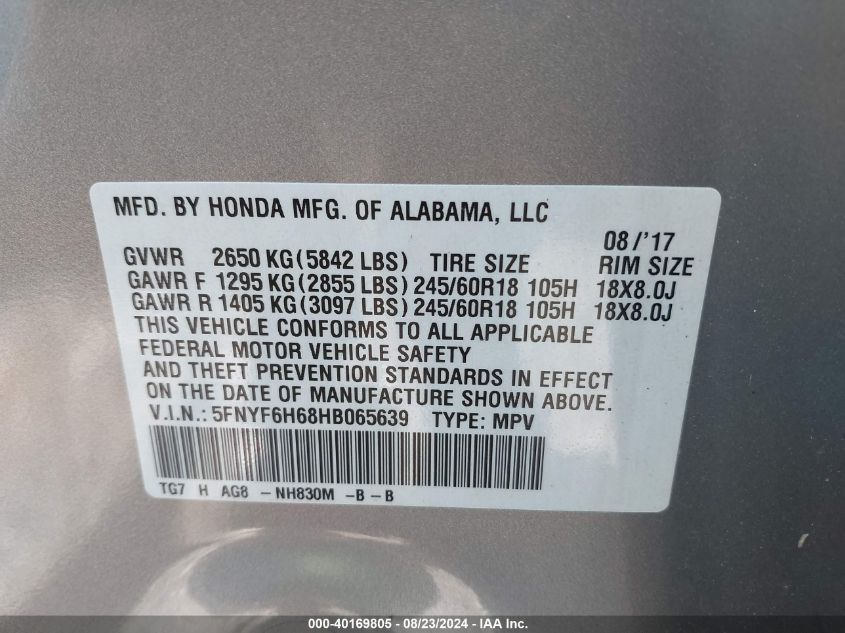 MFD. BY HONDA MFG. OF ALABAMA, LLC
08/'17
GVWR 2650 KG(5842 LBS) TIRE SIZE RIM SIZE
GAWR F 1295 KG(2855 LBS) 245/60R18 105H 18X8.0J
GAWR R 1405 KG(3097 LBS) 245/60R18 105H 18X8.0J
THIS VEHICLE CONFORMS TO ALL APPLICABLE
FEDERAL MOTOR VEHICLE SAFETY
AND THEFT PREVENTION STANDARDS IN EFFECT
ON THE DATE OF MANUFACTURE SHOWN ABOVE.
V.I.N.: 5FNYF6H68HB065639 TYPE: MPV
TG7 H AG8 -NH830M -B-B
000-40169805 - 08/23/2024 - IAA, Inc.